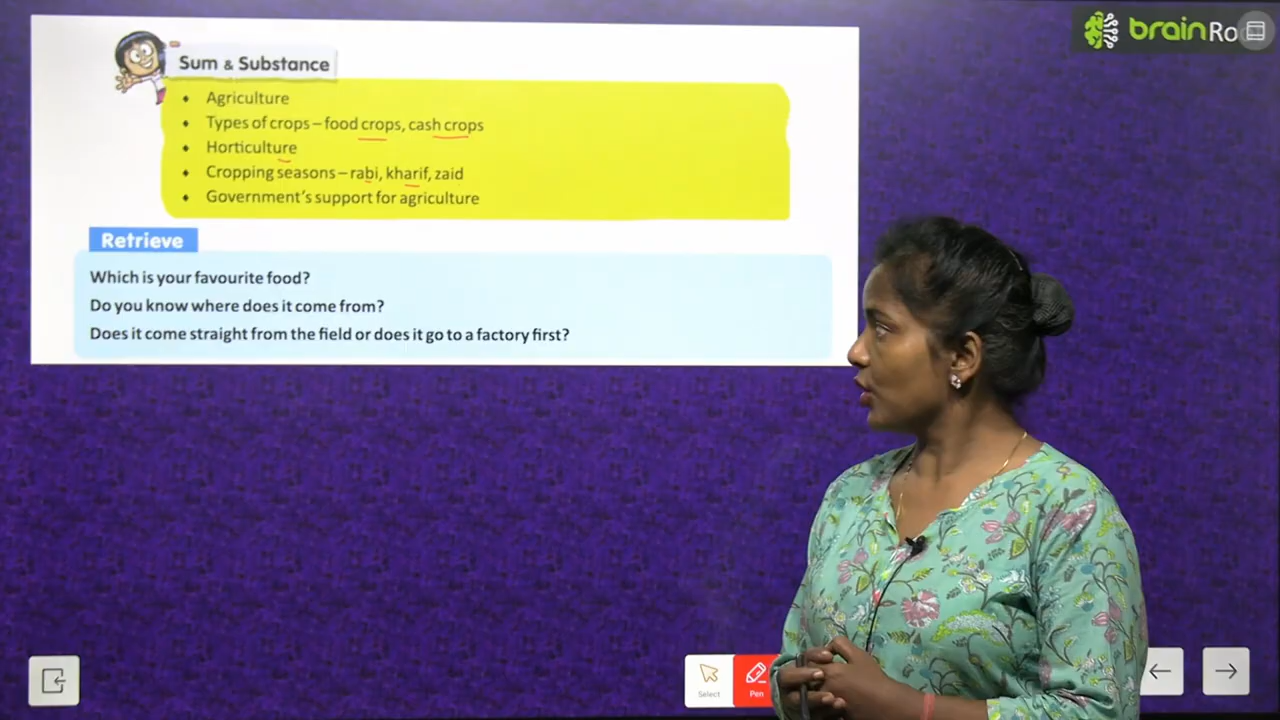 brainRo
Sum & Substance
• Agriculture
• Types of crops – food crops, cash crops
• Horticulture
• Cropping seasons – rabi, kharif, zaid
• Government's support for agriculture
Retrieve
Which is your favourite food?
Do you know where does it come from?
Does it come straight from the field or does it go to a factory first?
Select
Pen